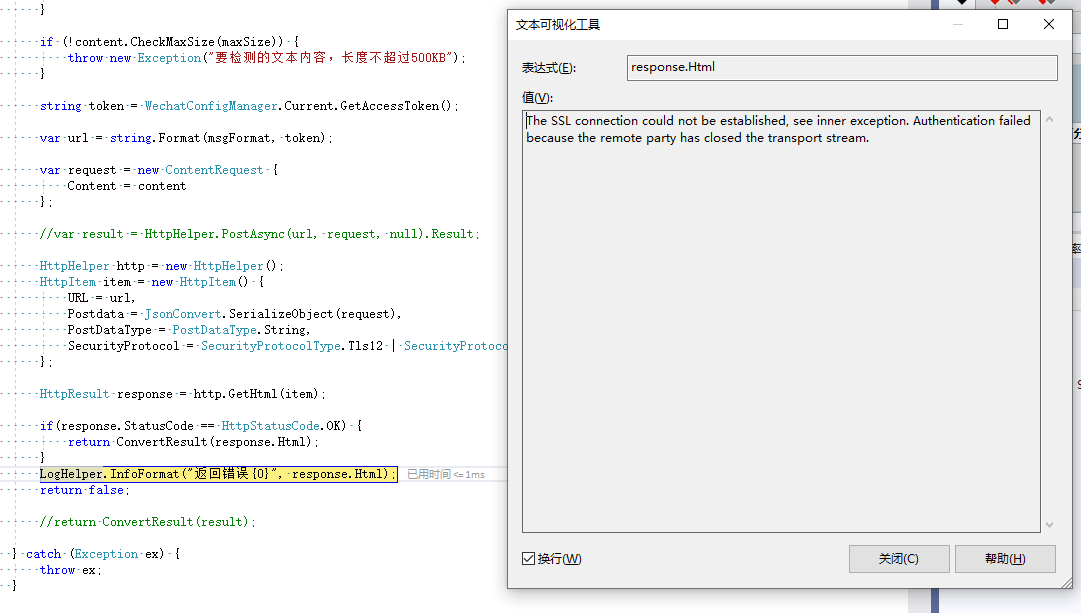 }
if (!content.CheckMaxSize(maxSize)) {
throw new Exception("要检测的文本内容，长度不超过500KB");
}
string token = WechatConfigManager.Current.GetAccessToken();
var url = string.Format(msgFormat, token);
var request = new ContentRequest {
Content = content
};
//var result = HttpHelper.PostAsync(url, request, null).Result;
HttpHelper http = new HttpHelper();
HttpItem item = new HttpItem() {
URL = url,
Postdata = JsonConvert.SerializeObject(request),
PostDataType = PostDataType.String,
SecurityProtocol = SecurityProtocolType.Tls12 | SecurityProtoco
};
HttpResult response = http.GetHtml(item);
if(response.StatusCode == HttpStatusCode.OK) {
return ConvertResult(response.Html);
}
LogHelper.InfoFormat("返回错误{0}", response.Html); 已用时间 <= 1ms
return false;
//return ConvertResult(result);
} catch (Exception ex) {
throw ex;
}
文本可视化工具
表达式(E):
response.Html
值(V):
The SSL connection could not be established, see inner exception. Authentication failed
because the remote party has closed the transport stream.
换行(W)
关闭(C)
帮助(H)